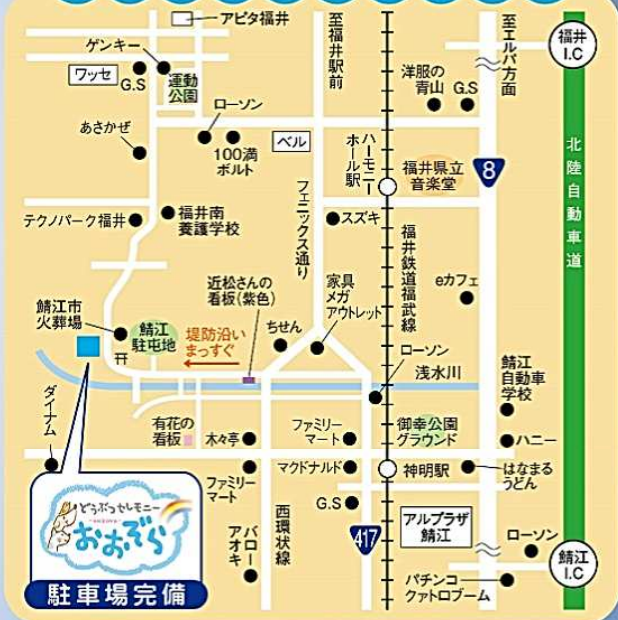 アピタ福井
至福井駅前
至エルパ方面
福井
I.C
ゲンキー
ワッセ
G.S
運動
公園
洋服の
青山
G.S
ローソン
あさかぜ
100満
ボルト
ベル
ハーモニー
ホール駅
福井県立
音楽堂
8
北陸自動車道
テクノパーク福井
福井南
養護学校
フェニックス通り
スズキ
福井鉄道福武線
eカフェ
近松さんの
看板(紫色)
家具
メガ
アウトレット
鯖江市
火葬場
鯖江
駐屯地
堤防沿い
まっすぐ
ちせん
ローソン
浅水川
鯖江
自動車
学校
ダイナム
有花の
看板
木々亭
ファミリー
マート
御幸公園
グラウンド
ハニー
ファミリー
マート
マクドナルド
神明駅
はなまる
うどん
G.S
西環状線
バロー
アオキ
417
アルプラザ
鯖江
ローソン
パチンコ
クァトロブーム
鯖江
I.C
どうぶつセレモニー
おおぞら
駐車場完備